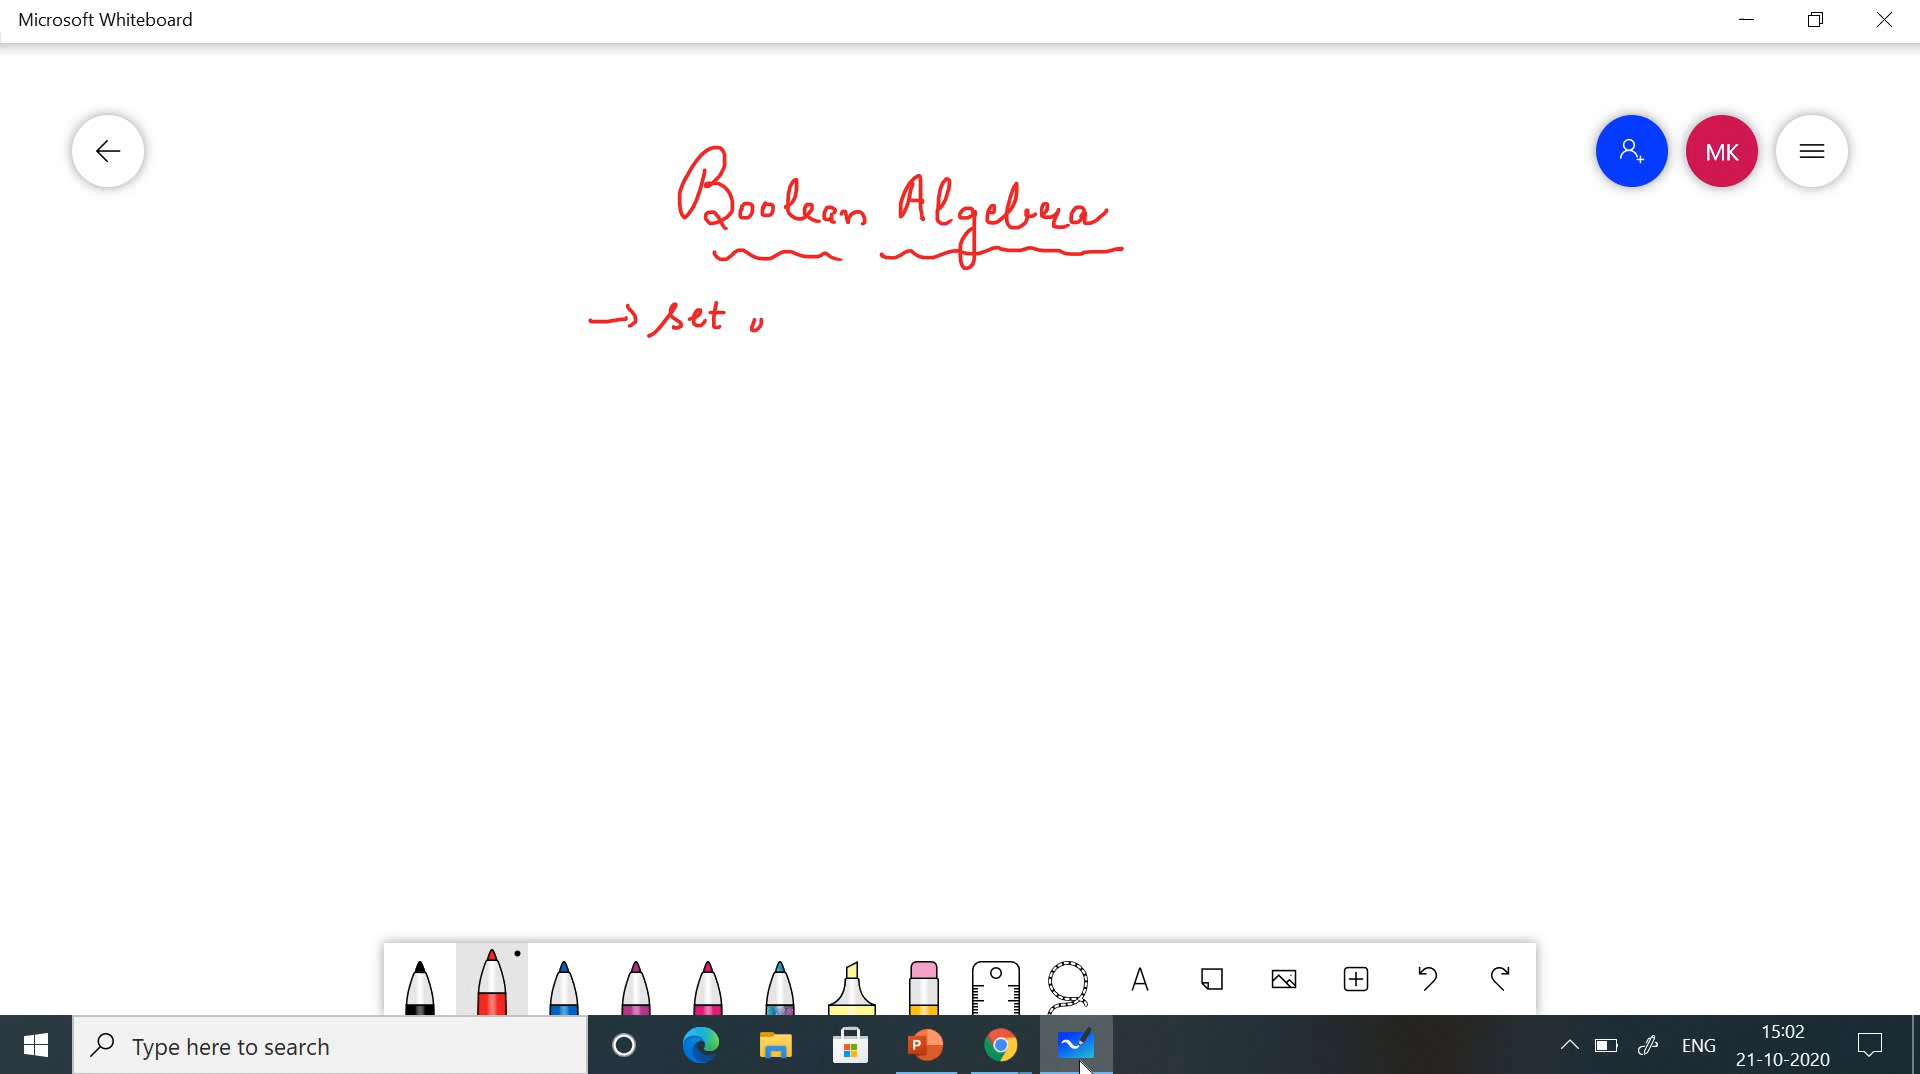 Microsoft Whiteboard
MK
Boolean Algebra
→ set
A
Type here to search
P
ENG
15:02
21-10-2020